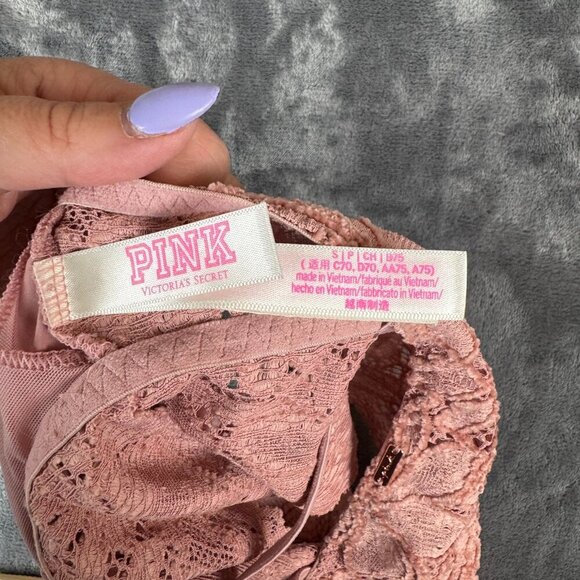 PINK
VICTORIA'S SECRET
S | P | CH | B75
(适用 C70, D70, AA75, A75)
made in Vietnam/fabriqué au Vietnam/
hecho en Vietnam/fabbricato in Vietnam/
越南制造